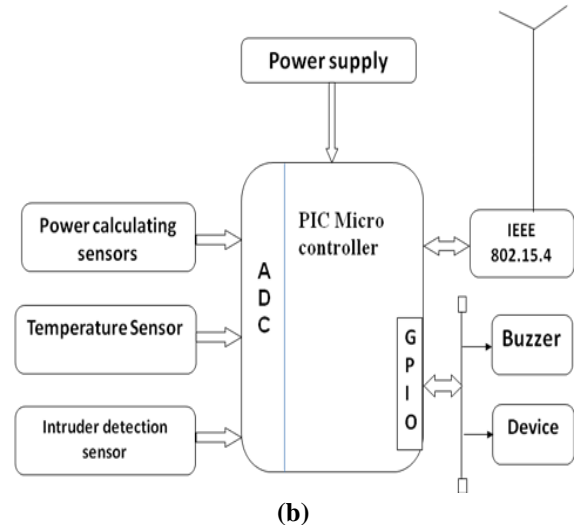 Power supply
Power calculating
sensors
Temperature Sensor
Intruder detection
sensor
A
D
C
PIC Micro
controller
G
P
I
O
IEEE
802.15.4
Buzzer
Device
(b)